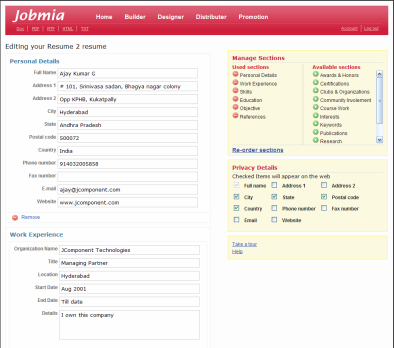 Jobmia
Home Builder Designer Distributor Promotion
Doc | PDF | RTF | HTML | TXT
Account | Log out
Editing your Resume 2 resume
Personal Details
Full Name Ajay Kumar G
Address 1 # 101, Srinivasa sadan, Bhagya nagar colony
Address 2 Opp KPHB, Kukatpally
City Hyderabad
State Andhra Pradesh
Postal code 500072
Country India
Phone number 914032005858
Fax number
E-mail ajay@jcomponent.com
Website www.jcomponent.com
Remove
Work Experience
Organization Name JComponent Technologies
Title Managing Partner
Location Hyderabad
Start Date Aug 2001
End Date Till date
Details I own this company
Manage Sections
Used sections
Personal Details
Work Experience
Skills
Education
Objective
References
Available sections
Awards & Honors
Certifications
Clubs & Organizations
Community Involvement
Course Work
Interests
Keywords
Publications
Research
Re-order sections
Privacy Details
Checked Items will appear on the web
Full name Address 1 Address 2
City State Postal code
Country Phone number Fax number
Email Website
Take a tour
Help